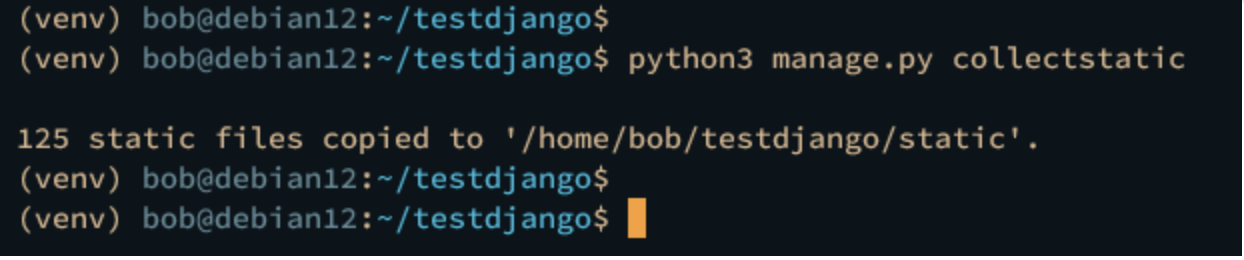 (venv) bob@debian12:~/testdjango$
(venv) bob@debian12:~/testdjango$ python3 manage.py collectstatic
125 static files copied to '/home/bob/testdjango/static'.
(venv) bob@debian12:~/testdjango$
(venv) bob@debian12:~/testdjango$